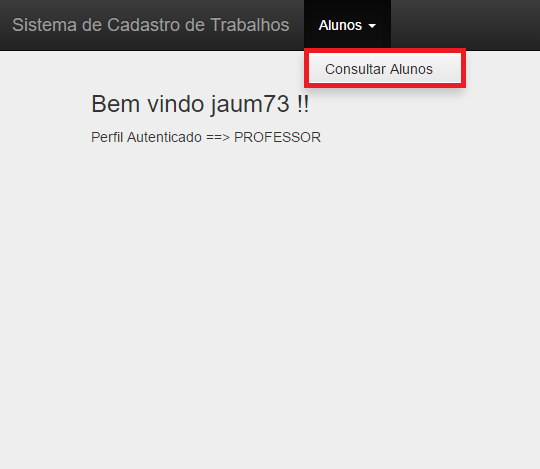 Sistema de Cadastro de Trabalhos Alunos
Consultar Alunos
Bem vindo jaum73 !!
Perfil Autenticado ==> PROFESSOR